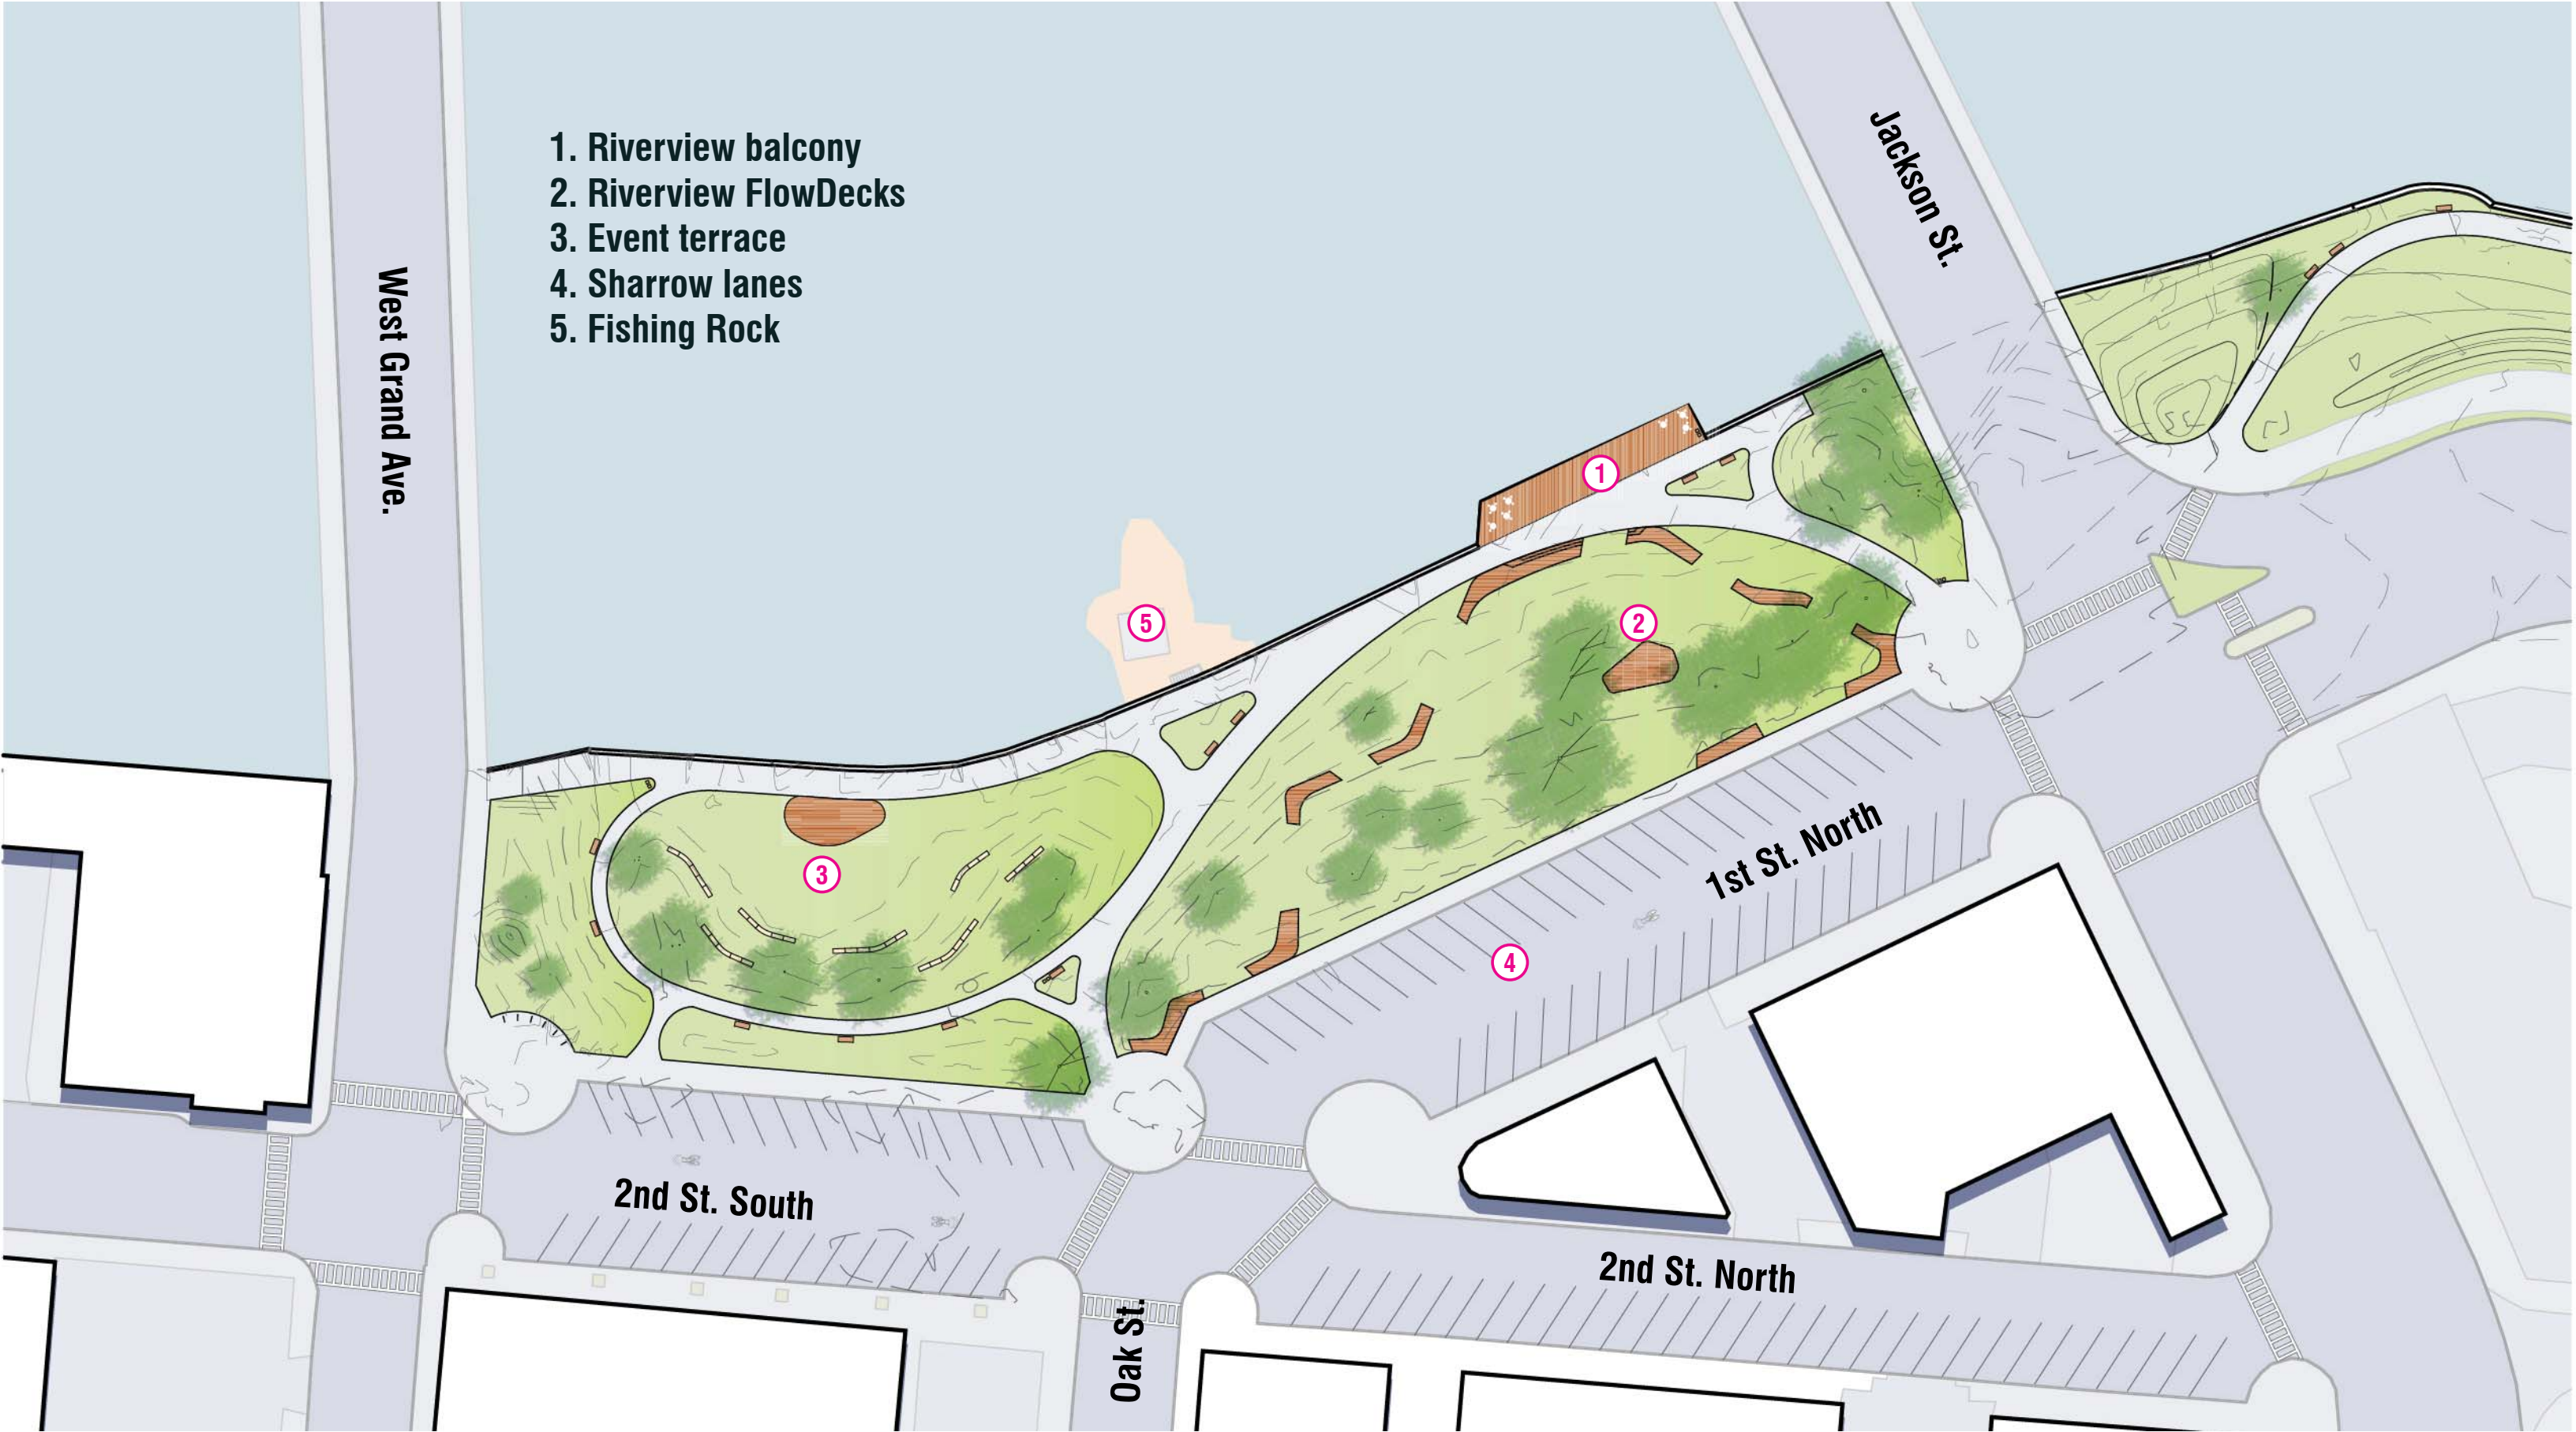 1. Riverview balcony
2. Riverview FlowDecks
3. Event terrace
4. Sharrow lanes
5. Fishing Rock
West Grand Ave.
Jackson St.
1
2
5
3
4
1st St. North
2nd St. South
2nd St. North
Oak St.